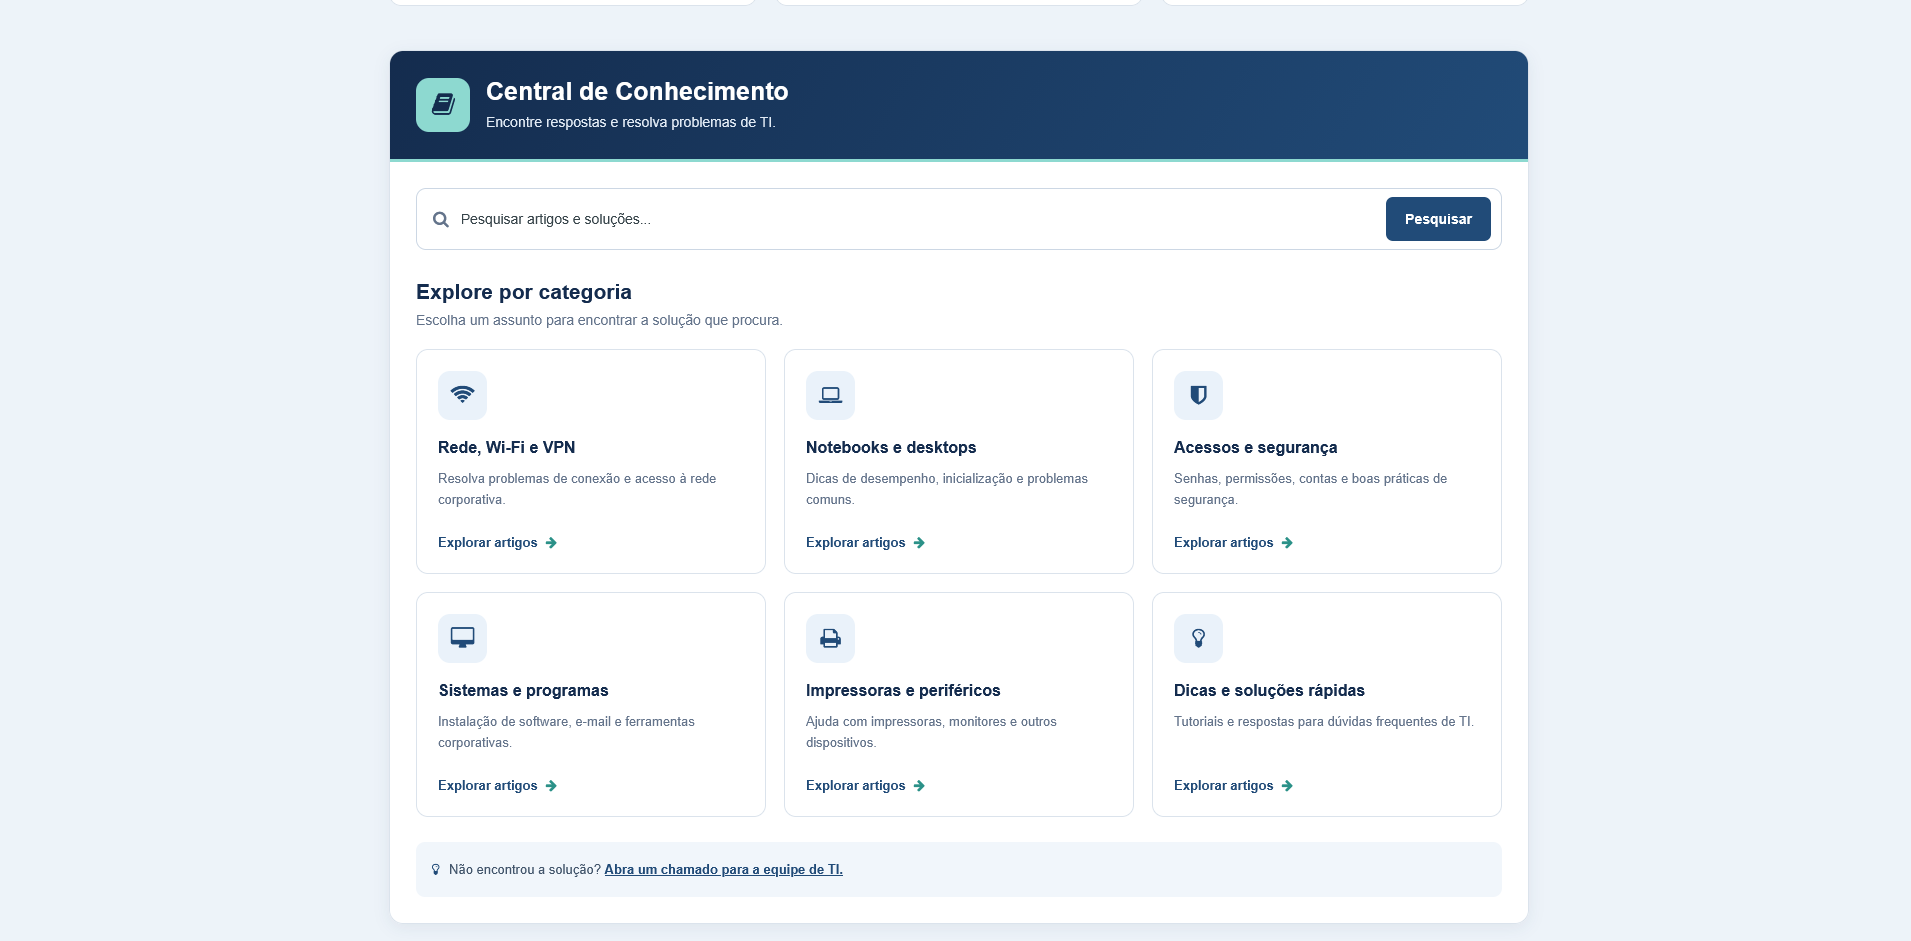 Central de Conhecimento
Encontre respostas e resolva problemas de TI.
Pesquisar artigos e soluções...
Pesquisar
Explore por categoria
Escolha um assunto para encontrar a solução que procura.
Rede, Wi-Fi e VPN
Resolva problemas de conexão e acesso à rede
corporativa.
Explorar artigos
Notebooks e desktops
Dicas de desempenho, inicialização e problemas
comuns.
Explorar artigos
Acessos e segurança
Senhas, permissões, contas e boas práticas de
segurança.
Explorar artigos
Sistemas e programas
Instalação de software, e-mail e ferramentas
corporativas.
Explorar artigos
Impressoras e periféricos
Ajuda com impressoras, monitores e outros
dispositivos.
Explorar artigos
Dicas e soluções rápidas
Tutoriais e respostas para dúvidas frequentes de TI.
Explorar artigos
Não encontrou a solução? Abra um chamado para a equipe de TI.